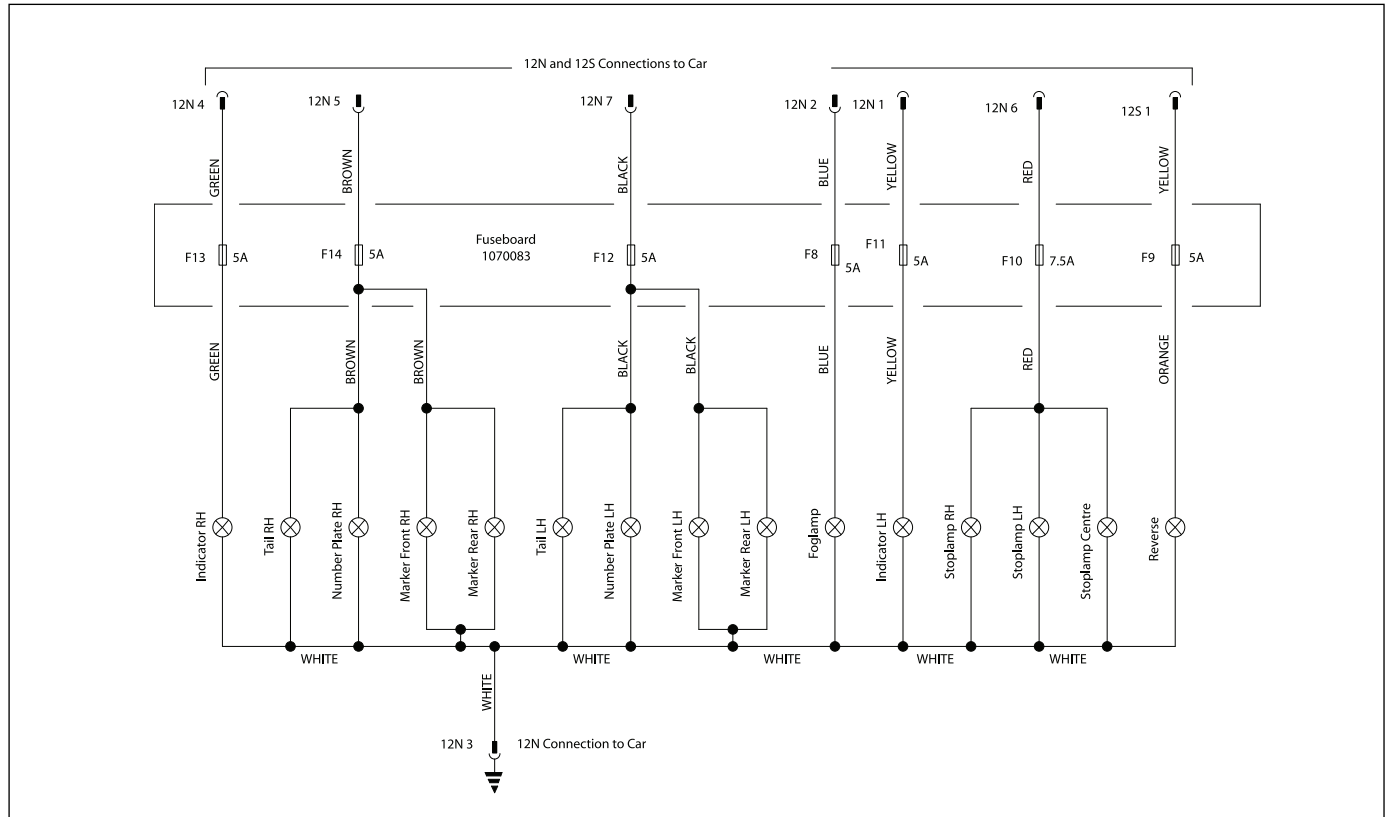 12N and 12S Connections to Car
12N 4
12N 5
12N 7
12N 2
12N 1
12N 6
12S 1
GREEN
BROWN
BLACK
BLUE
YELLOW
RED
YELLOW
F13
5A
F14
5A
Fuseboard
1070083
F12
5A
F8
5A
F11
5A
F10
7.5A
F9
5A
GREEN
BROWN
BROWN
BLACK
BLACK
BLUE
YELLOW
RED
ORANGE
Indicator RH
Tail RH
Number Plate RH
Marker Front RH
Marker Rear RH
Tail LH
Number Plate LH
Marker Front LH
Marker Rear LH
Foglamp
Indicator LH
Stoplamp RH
Stoplamp LH
Stoplamp Centre
Reverse
WHITE
WHITE
WHITE
WHITE
WHITE
WHITE
12N 3
12N Connection to Car